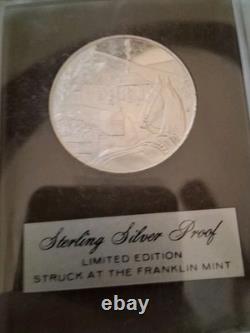 Sterling Silver Proof
LIMITED EDITION
STRUCK AT THE FRANKLIN MINT